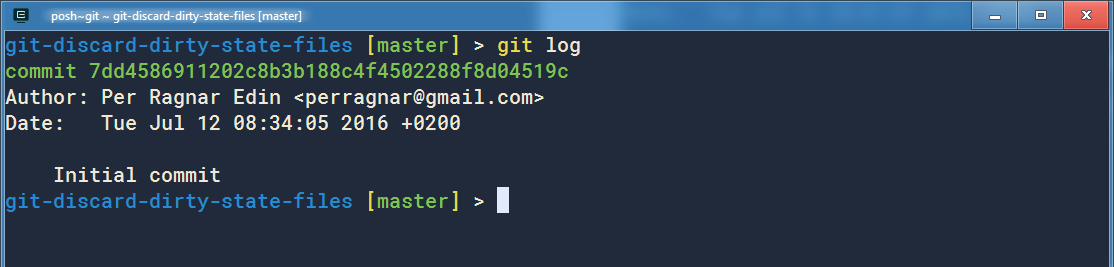 posh~git ~ git-discard-dirty-state-files [master]
git-discard-dirty-state-files [master] > git log
commit 7dd4586911202c8b3b188c4f4502288f8d04519c
Author: Per Ragnar Edin <perragnar@gmail.com>
Date:   Tue Jul 12 08:34:05 2016 +0200
Initial commit
git-discard-dirty-state-files [master] >